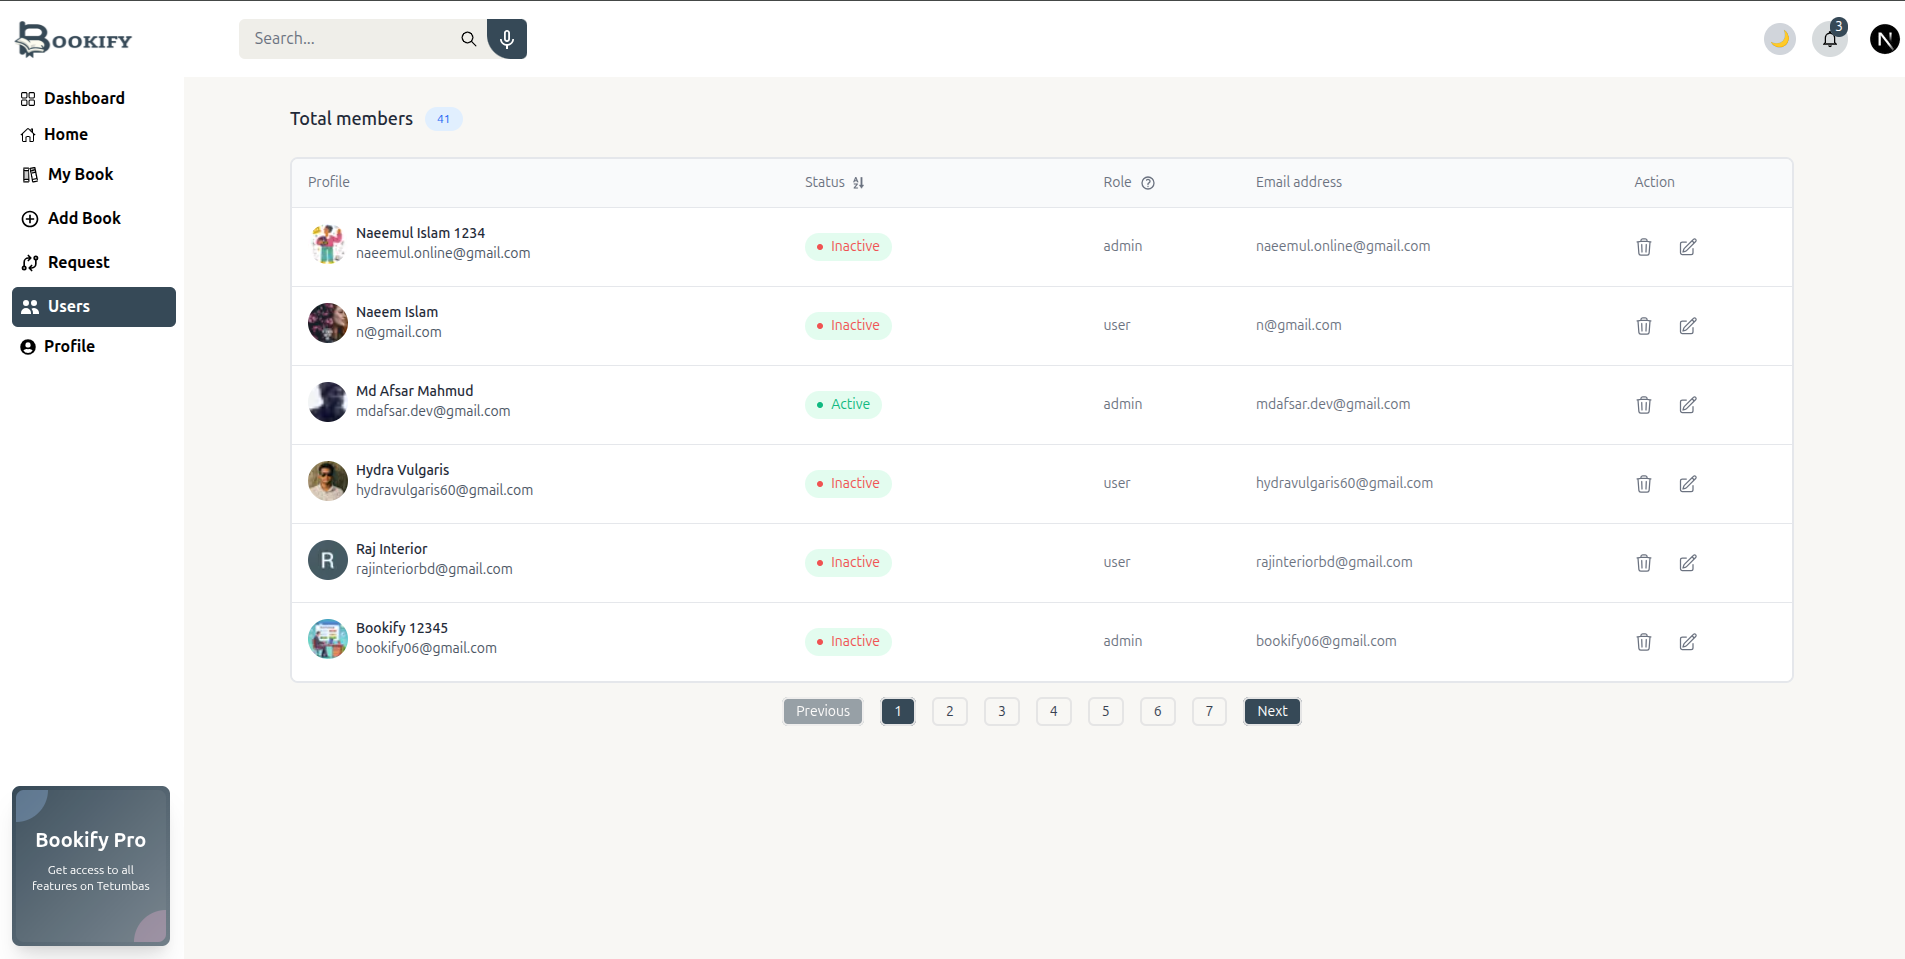 BOOKIFY
Search...
3
N
Dashboard
Home
My Book
Add Book
Request
Users
Profile
Total members 41
Profile Status Role Email address Action
Naeemul Islam 1234
naeemul.online@gmail.com
Inactive admin naeemul.online@gmail.com
Naeem Islam
n@gmail.com
Inactive user n@gmail.com
Md Afsar Mahmud
mdafsar.dev@gmail.com
Active admin mdafsar.dev@gmail.com
Hydra Vulgaris
hydravulgaris60@gmail.com
Inactive user hydravulgaris60@gmail.com
R
Raj Interior
rajinteriorbd@gmail.com
Inactive user rajinteriorbd@gmail.com
Bookify 12345
bookify06@gmail.com
Inactive admin bookify06@gmail.com
Previous 1 2 3 4 5 6 7 Next
Bookify Pro
Get access to all
features on Tetumbas